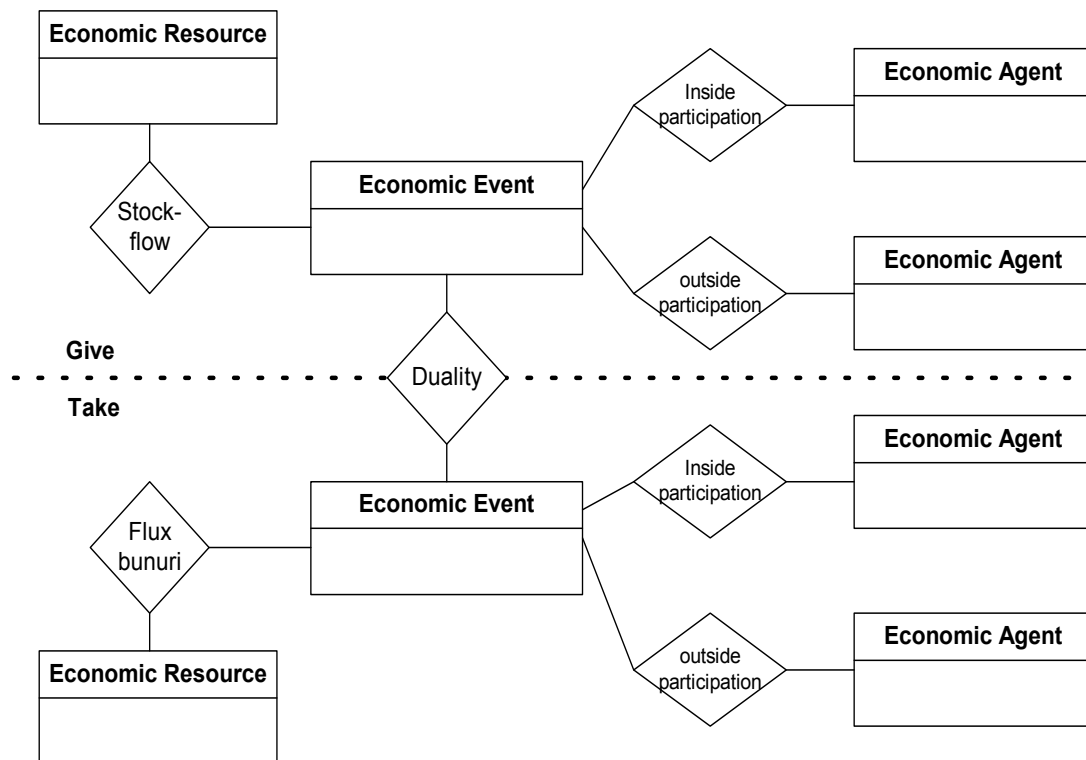 Economic Resource
Economic Agent
Inside
participation
Economic Event
Stock-
flow
Economic Agent
outside
participation
Give
Duality
Take
Economic Agent
Inside
participation
Economic Event
Flux
bunuri
Economic Agent
outside
participation
Economic Resource